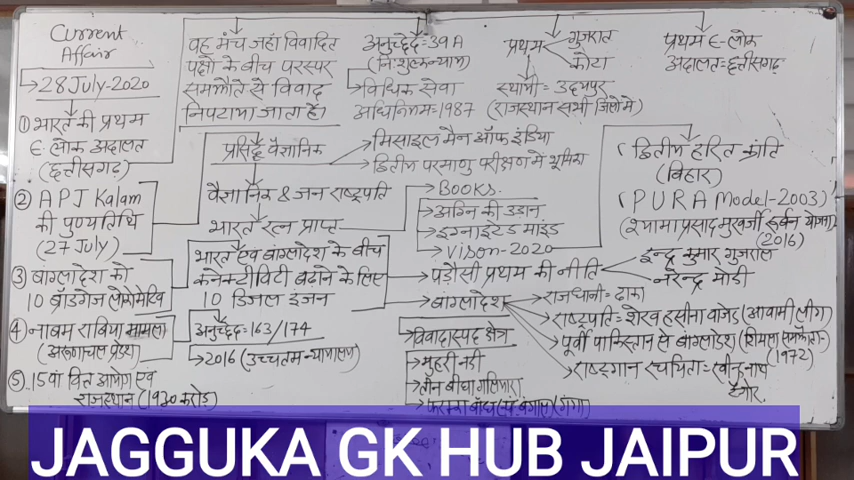 Current
Affair
28 July-2020
① भारत की प्रथम
ई लोक अदालत
(छत्तीसगढ़)
② APJ Kalam
की पुण्यतिथि
(27 July)
③ बांग्लादेश को
10 ब्रॉडगेज लोकोमोटिव
④ नाबम राबिया मामला
(अरुणाचल प्रदेश)
⑤ 15वां वित्त आयोग एवं
राजस्थान (1930 करोड़)
वह मंच जहां विवादित
पक्षो के बीच परस्पर
समझौते से विवाद
निपटाया जाता है।
अनुच्छेद = 39A
(निःशुल्क न्याय)
विधिक सेवा
अधिनियम = 1987
प्रथम
गुजरात
कोटा
स्थायी = उदयपुर
(राजस्थान सभी जिलो मे)
प्रथम ई-लोक
अदालत = छत्तीसगढ़
प्रसिद्ध वैज्ञानिक
मिसाइल मैन ऑफ इंडिया
द्वितीय परमाणु परीक्षण मे भूमिका
वैज्ञानिक & जन राष्ट्रपति
भारत रत्न प्राप्त
Books
अग्नि की उडान
इग्नाइटेड माइंड
Vison-2020
द्वितीय हरित क्रांति
(बिहार)
(PURA Model-2003)
(श्यामा प्रसाद मुखर्जी रूर्बन योजना)
(2016)
भारत एवं बांग्लादेश के बीच
कनेक्टीविटी बढाने के लिए
10 डिजल इंजन
पड़ौसी प्रथम की नीति
इन्द्र कुमार गुजराल
नरेन्द्र मोदी
बांग्लादेश
राजधानी = ढाका
राष्ट्रपति = शेरव हसीना वाजेद (आवामी लीग)
पूर्वी पाकिस्तान से बांग्लादेश (शिमला समझौता-
1972)
राष्ट्रगान रचयिता = रवीन्द्र नाथ
टैगोर
अनुच्छेद = 163/174
2016 (उच्चतम-न्यायालय)
विवादास्पद क्षेत्र
मुहरी नदी
तीन बीघा गलियारा
फरक्का बाँध (प. बंगाल) (गंगा)
JAGGUKA GK HUB JAIPUR